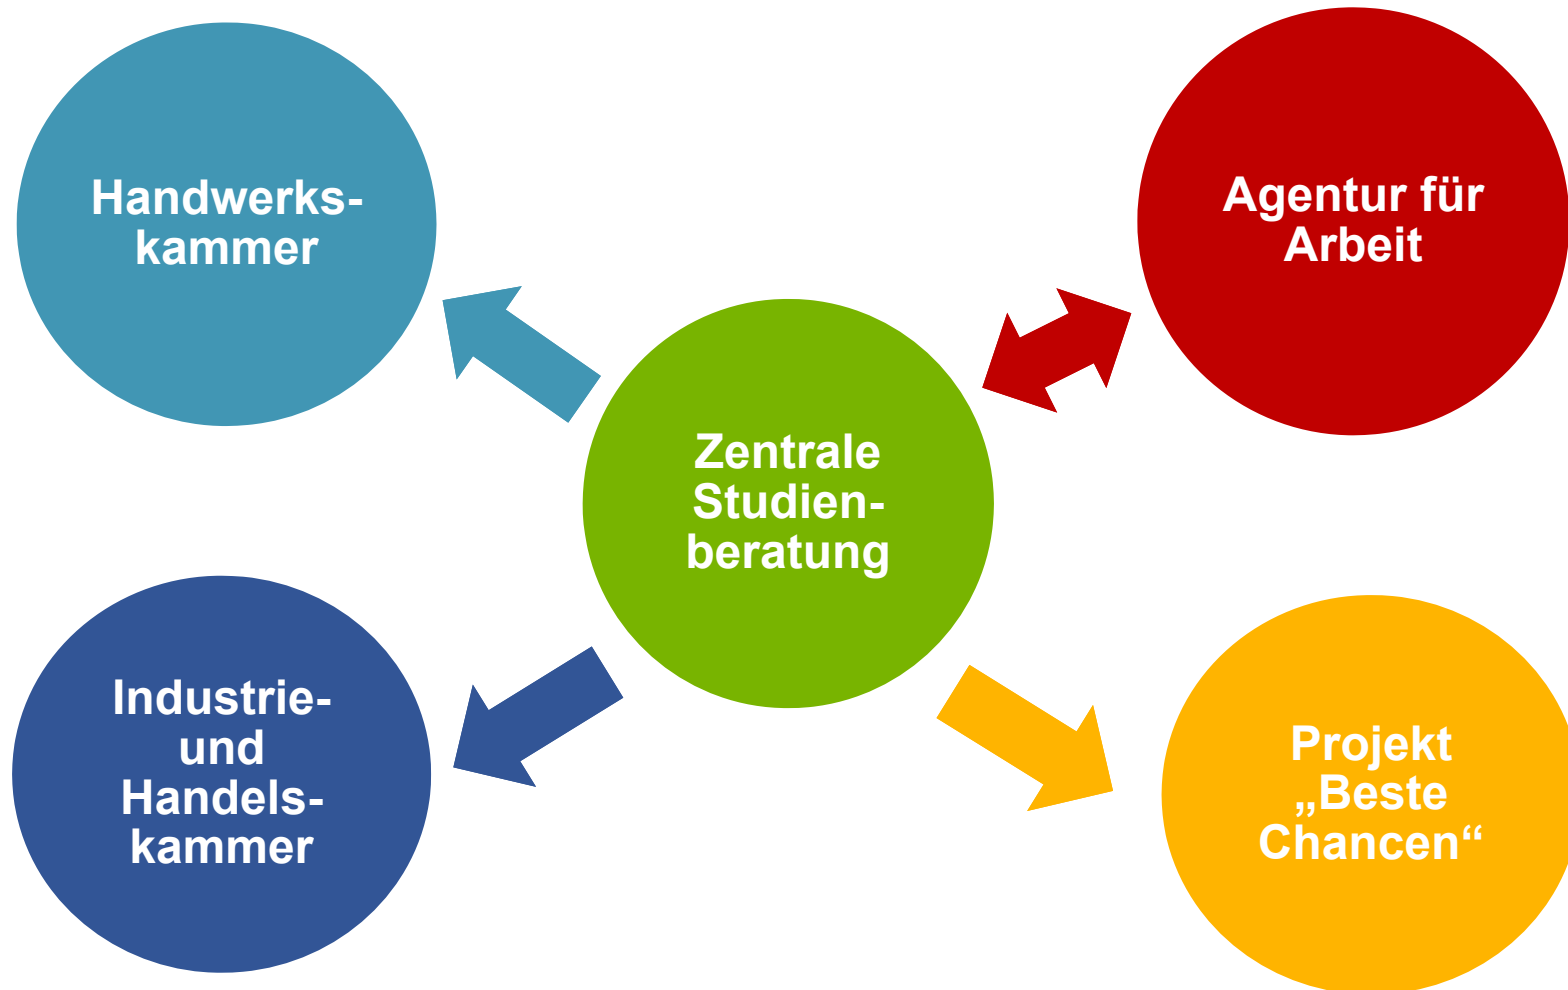 Handwerks-
kammer
Agentur für
Arbeit
Zentrale
Studien-
beratung
Industrie-
und
Handels-
kammer
Projekt
„Beste
Chancen“